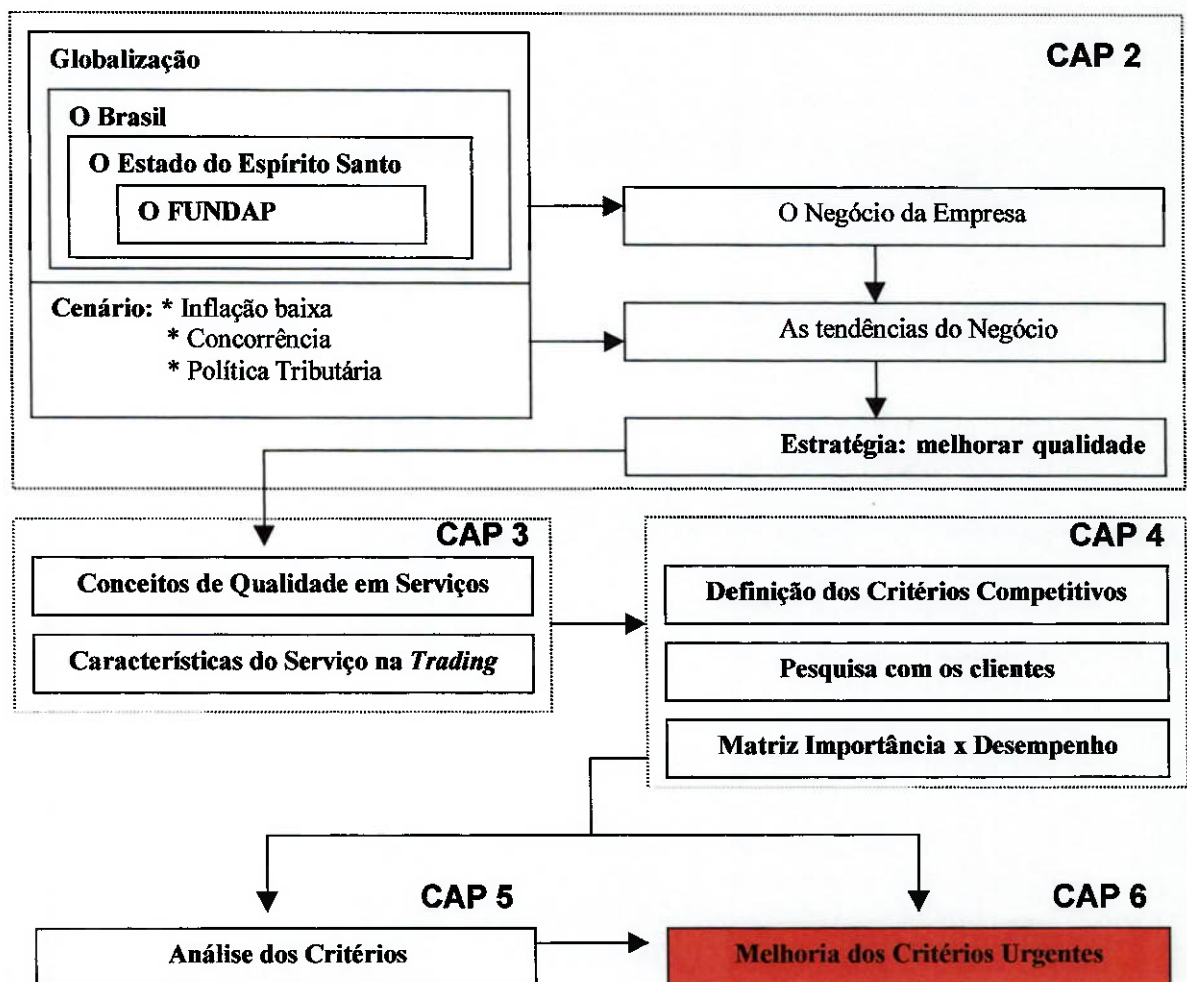 CAP 2
Globalização
O Brasil
O Estado do Espírito Santo
O FUNDAP
O Negócio da Empresa
Cenário: * Inflação baixa
* Concorrência
* Política Tributária
As tendências do Negócio
Estratégia: melhorar qualidade
CAP 3
Conceitos de Qualidade em Serviços
Características do Serviço na Trading
CAP 4
Definição dos Critérios Competitivos
Pesquisa com os clientes
Matriz Importância x Desempenho
CAP 5
Análise dos Critérios
CAP 6
Melhoria dos Critérios Urgentes